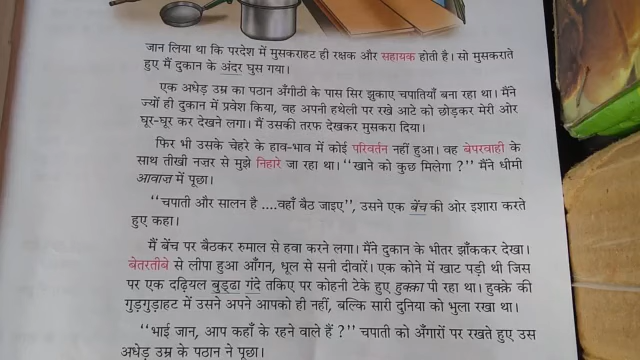 जान लिया था कि परदेश में मुसकराहट ही रक्षक और सहायक होती है। सो मुसकराते
हुए मैं दुकान के अंदर घुस गया।
एक अधेड़ उम्र का पठान अँगीठी के पास सिर झुकाए चपातियाँ बना रहा था। मैंने
ज्यों ही दुकान में प्रवेश किया, वह अपनी हथेली पर रखे आटे को छोड़कर मेरी ओर
घूर-घूर कर देखने लगा। मैं उसकी तरफ देखकर मुसकरा दिया।
फिर भी उसके चेहरे के हाव-भाव में कोई परिवर्तन नहीं हुआ। वह बेपरवाही के
साथ तीखी नज़र से मुझे निहारे जा रहा था। “खाने को कुछ मिलेगा ?” मैंने धीमी
आवाज़ में पूछा।
“चपाती और सालन है ....वहाँ बैठ जाइए”, उसने एक बेंच की ओर इशारा करते
हुए कहा।
मैं बेंच पर बैठकर रुमाल से हवा करने लगा। मैंने दुकान के भीतर झाँककर देखा।
बेतरतीबे से लीपा हुआ आँगन, धूल से सनी दीवारें। एक कोने में खाट पड़ी थी जिस
पर एक दढ़ियल बुड्ढा गंदे तकिए पर कोहनी टेके हुए हुक्का पी रहा था। हुक्के की
गुड़गुड़ाहट में उसने अपने आपको ही नहीं, बल्कि सारी दुनिया को भुला रखा था।
“भाई जान, आप कहाँ के रहने वाले हैं ?” चपाती को अँगारों पर रखते हुए उस
अधेड़ उम्र के पठान ने पूछा।